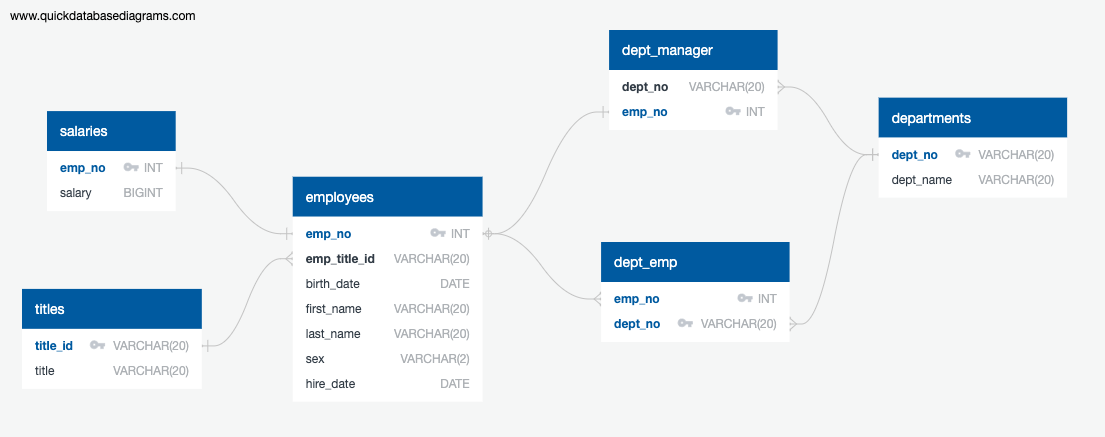 www.quickdatabasediagrams.com
salaries
emp_no INT
salary BIGINT
titles
title_id VARCHAR(20)
title VARCHAR(20)
employees
emp_no INT
emp_title_id VARCHAR(20)
birth_date DATE
first_name VARCHAR(20)
last_name VARCHAR(20)
sex VARCHAR(2)
hire_date DATE
dept_manager
dept_no VARCHAR(20)
emp_no INT
dept_emp
emp_no INT
dept_no VARCHAR(20)
departments
dept_no VARCHAR(20)
dept_name VARCHAR(20)